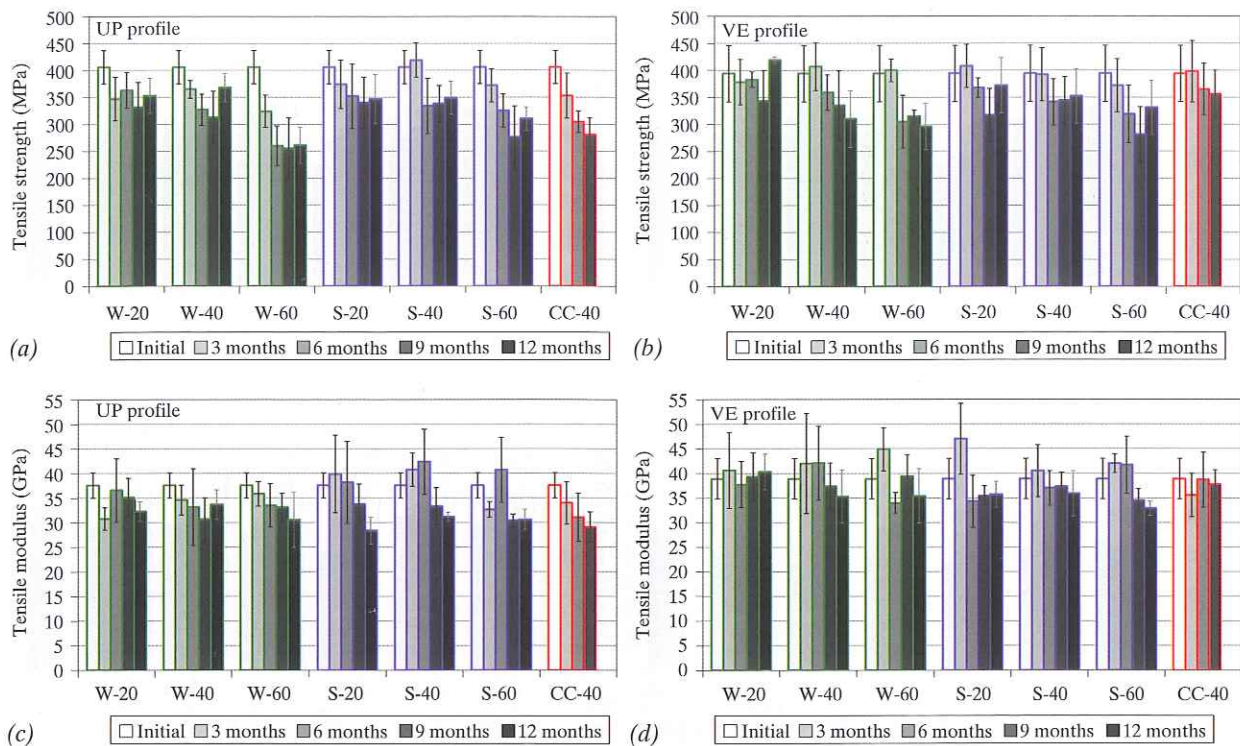 UP profile
Tensile strength (MPa)
500
450
400
350
300
250
200
150
100
50
0
W-20 W-40 W-60 S-20 S-40 S-60 CC-40
(a)
Initial 3 months 6 months 9 months 12 months
VE profile
Tensile strength (MPa)
500
450
400
350
300
250
200
150
100
50
0
W-20 W-40 W-60 S-20 S-40 S-60 CC-40
(b)
Initial 3 months 6 months 9 months 12 months
UP profile
Tensile modulus (GPa)
55
50
45
40
35
30
25
20
15
10
5
0
W-20 W-40 W-60 S-20 S-40 S-60 CC-40
(c)
Initial 3 months 6 months 9 months 12 months
VE profile
Tensile modulus (GPa)
55
50
45
40
35
30
25
20
15
10
5
0
W-20 W-40 W-60 S-20 S-40 S-60 CC-40
(d)
Initial 3 months 6 months 9 months 12 months